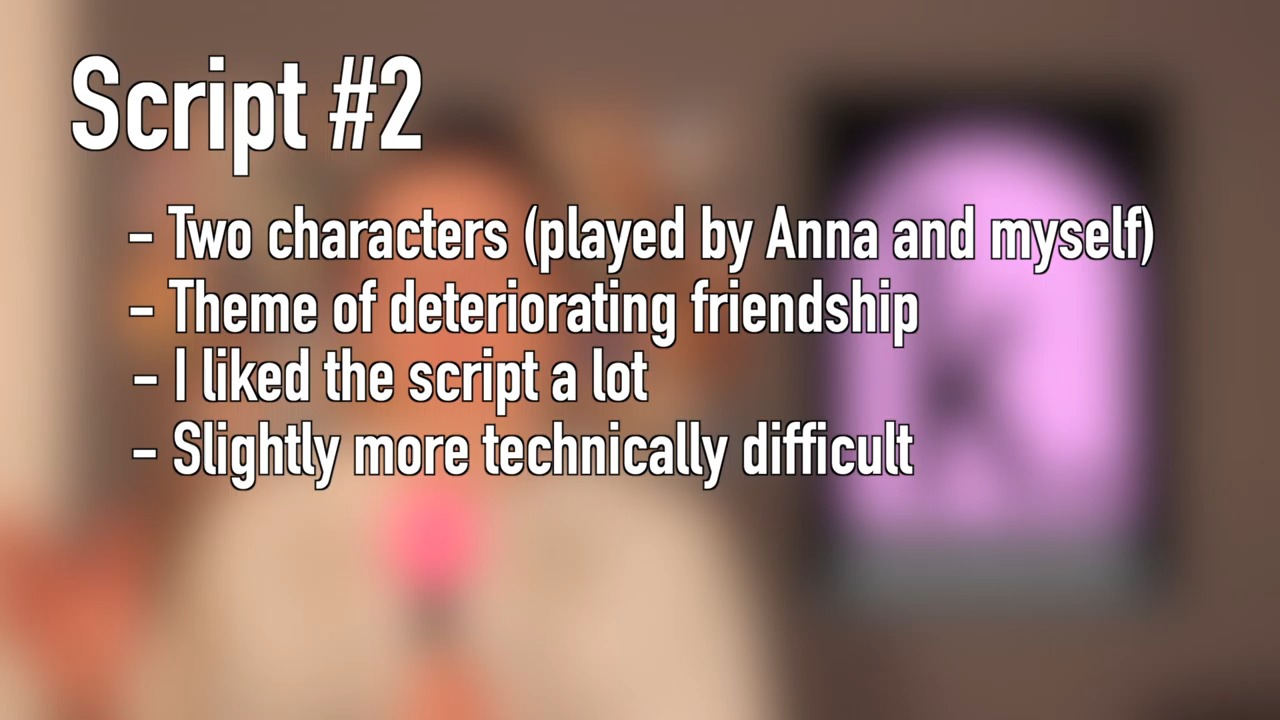 Script #2
- Two characters (played by Anna and myself)
- Theme of deteriorating friendship
- I liked the script a lot
- Slightly more technically difficult